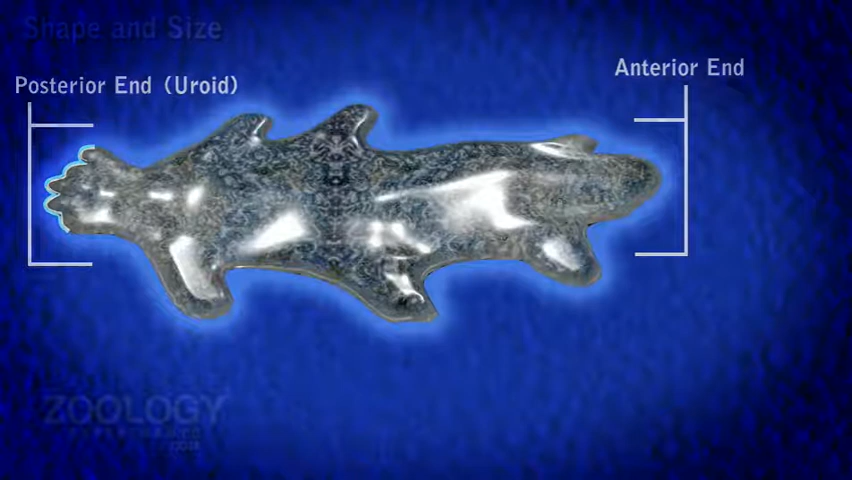 Shape and Size
Anterior End
Posterior End (Uroid)
ZOOLOGY